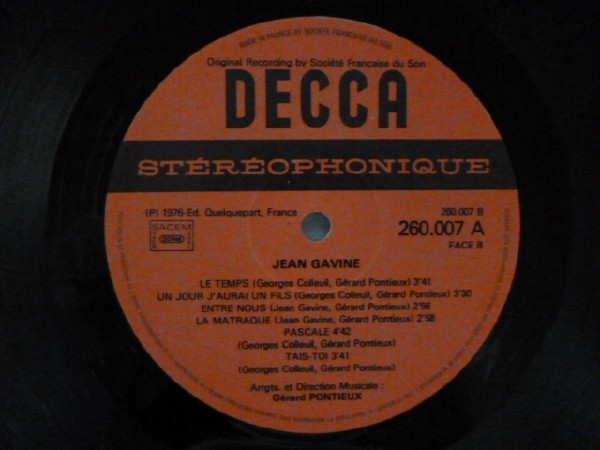 MADE IN FRANCE BY SOCIÉTÉ FRANÇAISE DU SON
Original Recording by Société Française du Son
DECCA
STÉRÉOPHONIQUE
(P) 1976-Ed. Quelquepart, France
260.007 B
SACEM
SDRM
260.007 A
FACE B
JEAN GAVINE
LE TEMPS (Georges Colleuil, Gérard Pontieux) 3'41
UN JOUR J'AURAI UN FILS (Georges Colleuil, Gérard Pontieux) 3'30
ENTRE NOUS (Jean Gavine, Gérard Pontieux) 2'56
LA MATRAQUE (Jean Gavine, Gérard Pontieux) 2'58
PASCALE 4'42
(Georges Colleuil, Gérard Pontieux)
TAIS-TOI 3'41
(Georges Colleuil, Gérard Pontieux)
Arrgts. et Direction Musicale :
Gérard PONTIEUX